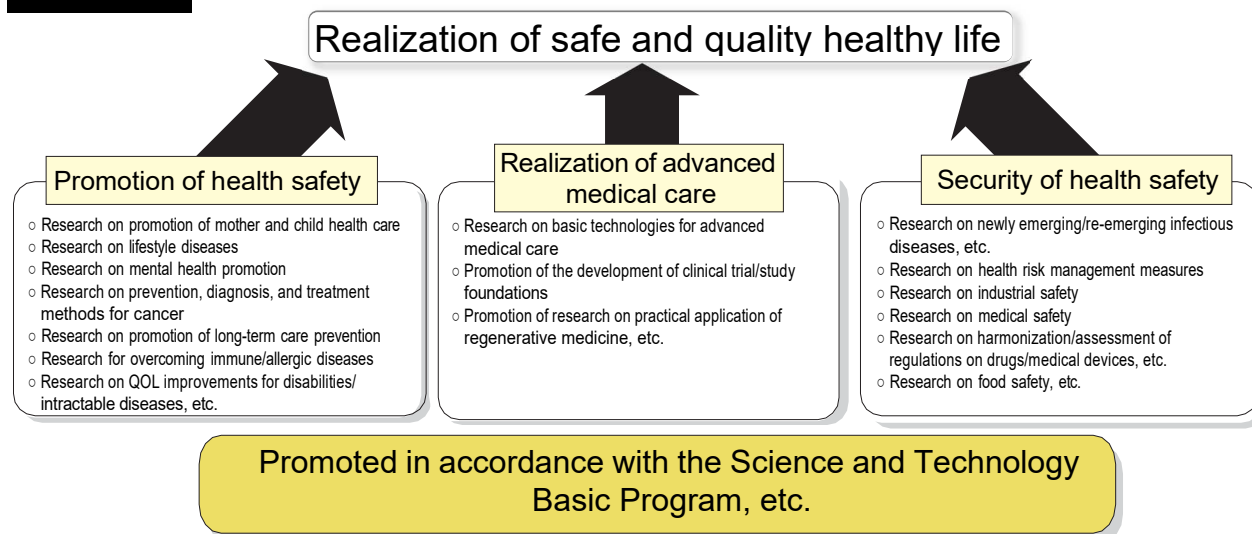 Realization of safe and quality healthy life
Promotion of health safety
○ Research on promotion of mother and child health care
○ Research on lifestyle diseases
○ Research on mental health promotion
○ Research on prevention, diagnosis, and treatment
methods for cancer
○ Research on promotion of long-term care prevention
○ Research for overcoming immune/allergic diseases
○ Research on QOL improvements for disabilities/
intractable diseases, etc.
Realization of advanced
medical care
○ Research on basic technologies for advanced
medical care
○ Promotion of the development of clinical trial/study
foundations
○ Promotion of research on practical application of
regenerative medicine, etc.
Security of health safety
○ Research on newly emerging/re-emerging infectious
diseases, etc.
○ Research on health risk management measures
○ Research on industrial safety
○ Research on medical safety
○ Research on harmonization/assessment of
regulations on drugs/medical devices, etc.
○ Research on food safety, etc.
Promoted in accordance with the Science and Technology
Basic Program, etc.